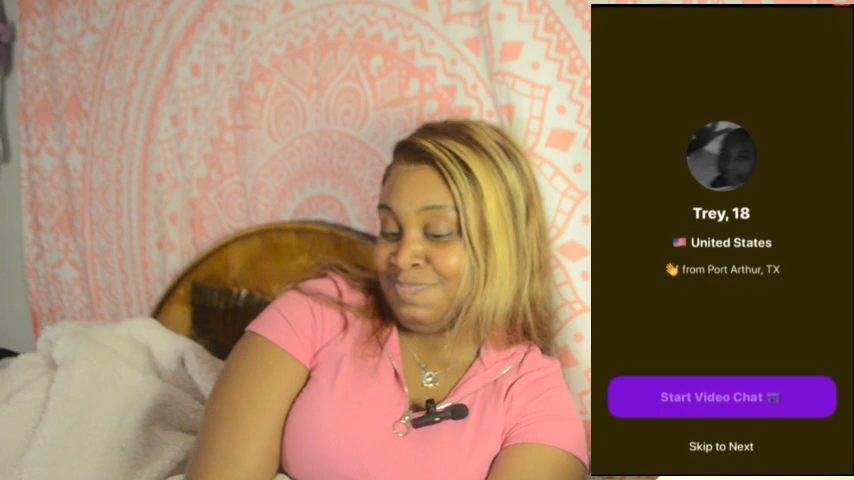 Trey, 18
🇺🇸 United States
👋 from Port Arthur, TX
Start Video Chat 📹
Skip to Next